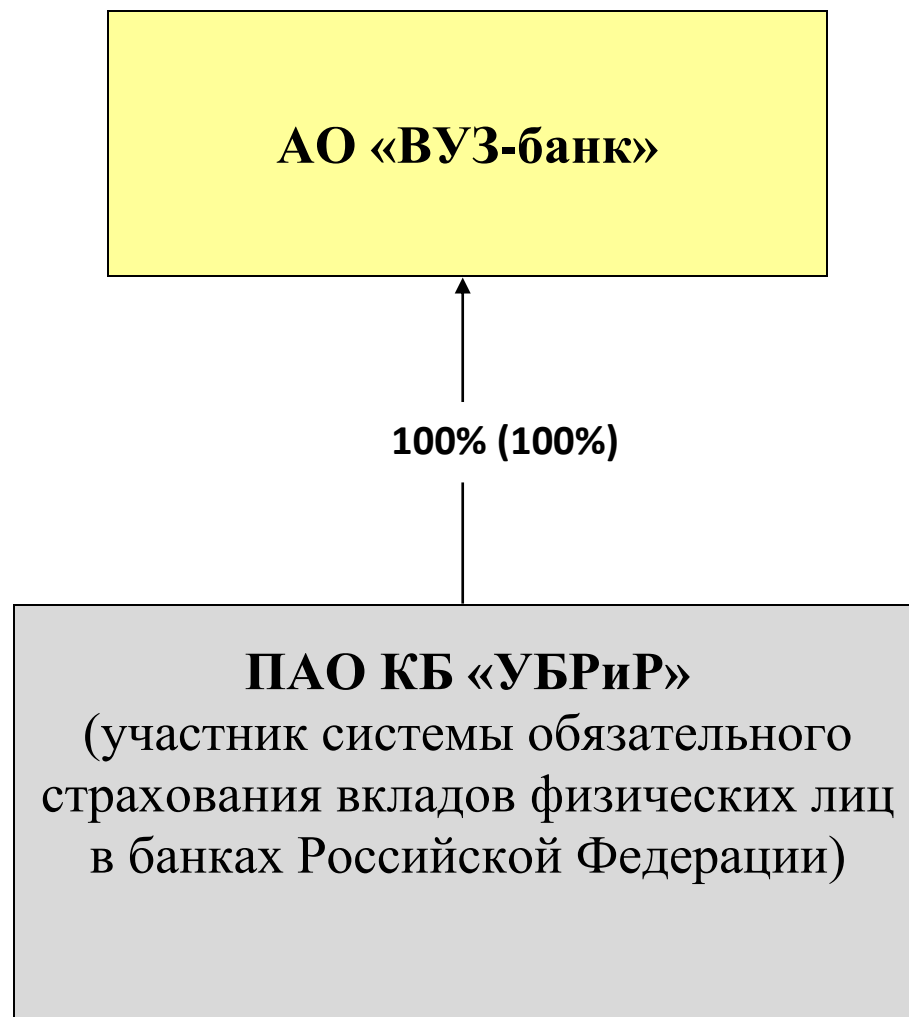 АО «ВУЗ-банк»
100% (100%)
ПАО КБ «УБРиР»
(участник системы обязательного
страхования вкладов физических лиц
в банках Российской Федерации)